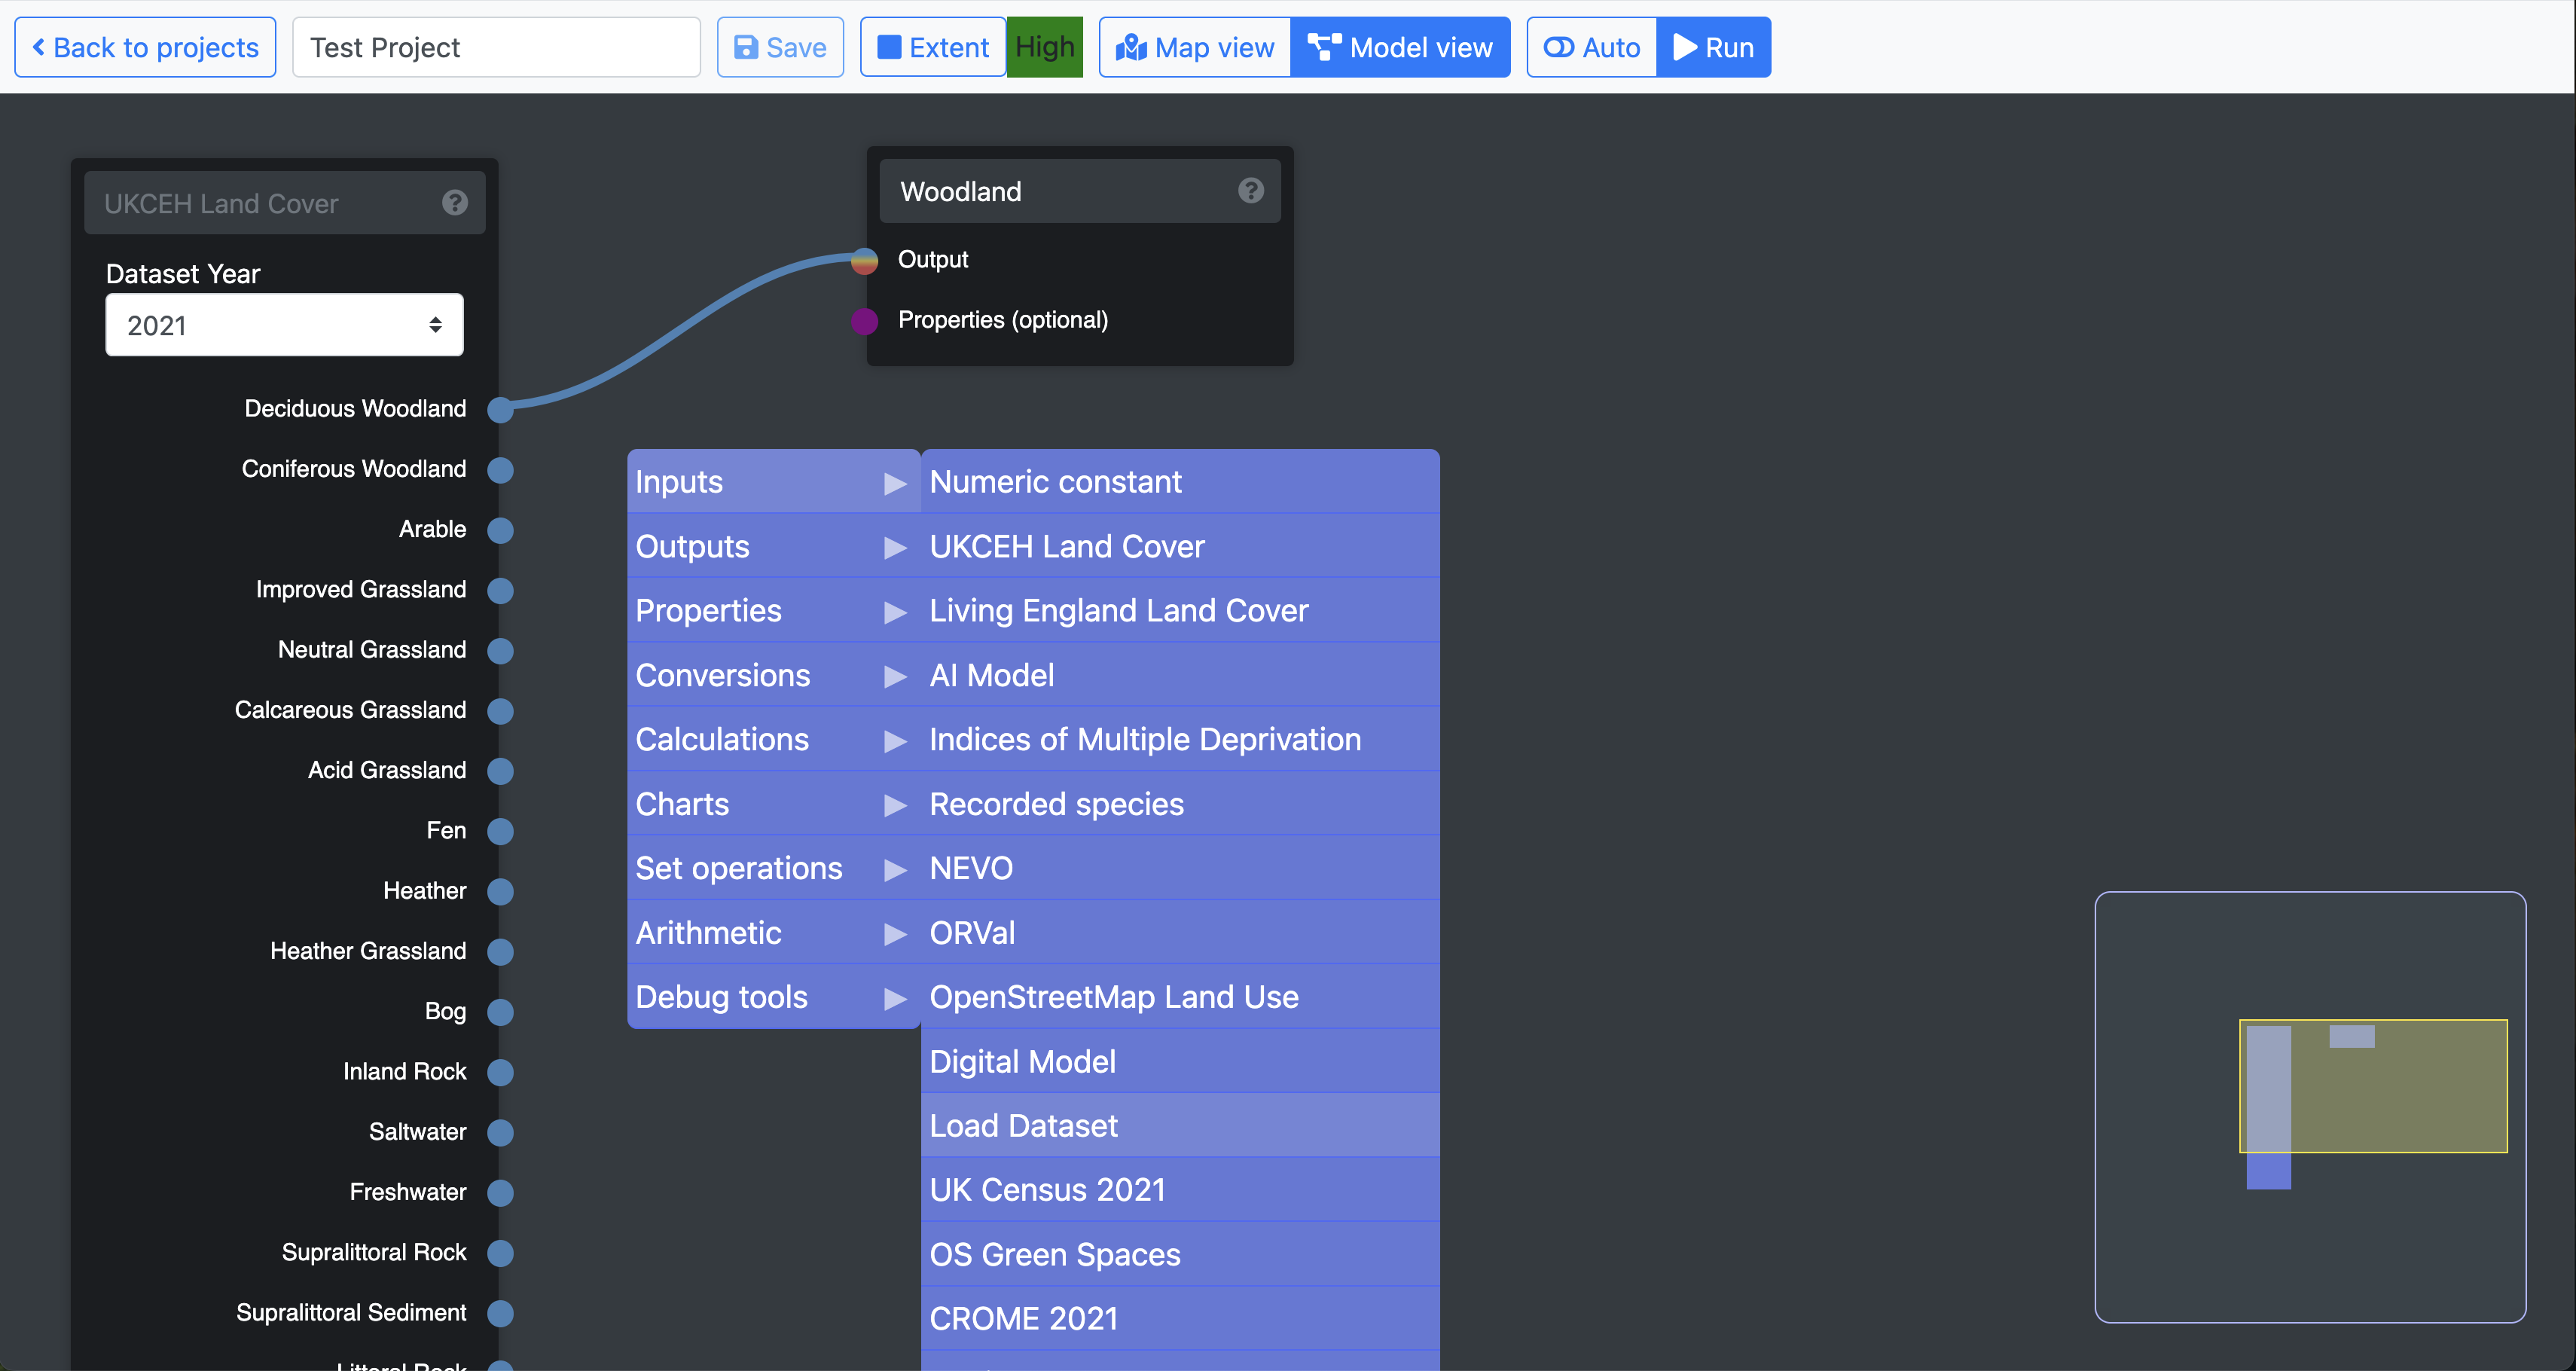 Back to projects
Test Project
Save
Extent
High
Map view
Model view
Auto
Run
UKCEH Land Cover
Dataset Year
2021
Deciduous Woodland
Coniferous Woodland
Arable
Improved Grassland
Neutral Grassland
Calcareous Grassland
Acid Grassland
Fen
Heather
Heather Grassland
Bog
Inland Rock
Saltwater
Freshwater
Supralittoral Rock
Supralittoral Sediment
Littoral Rock
Woodland
Output
Properties (optional)
Inputs
Outputs
Properties
Conversions
Calculations
Charts
Set operations
Arithmetic
Debug tools
Numeric constant
UKCEH Land Cover
Living England Land Cover
AI Model
Indices of Multiple Deprivation
Recorded species
NEVO
ORVal
OpenStreetMap Land Use
Digital Model
Load Dataset
UK Census 2021
OS Green Spaces
CROME 2021